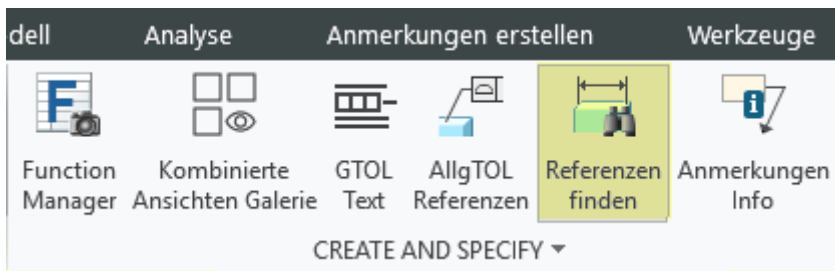 dell Analyse Anmerkungen erstellen Werkzeuge
Function Kombinierte GTOL AllgTOL Referenzen Anmerkungen
Manager Ansichten Galerie Text Referenzen finden Info
CREATE AND SPECIFY